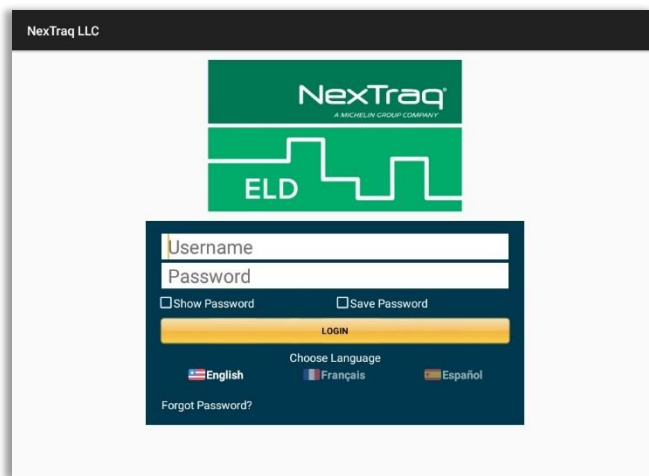 NexTraq LLC
NexTraq
A MICHELIN GROUP COMPANY
ELD
Username
Password
Show Password Save Password
LOGIN
Choose Language
English Français Español
Forgot Password?